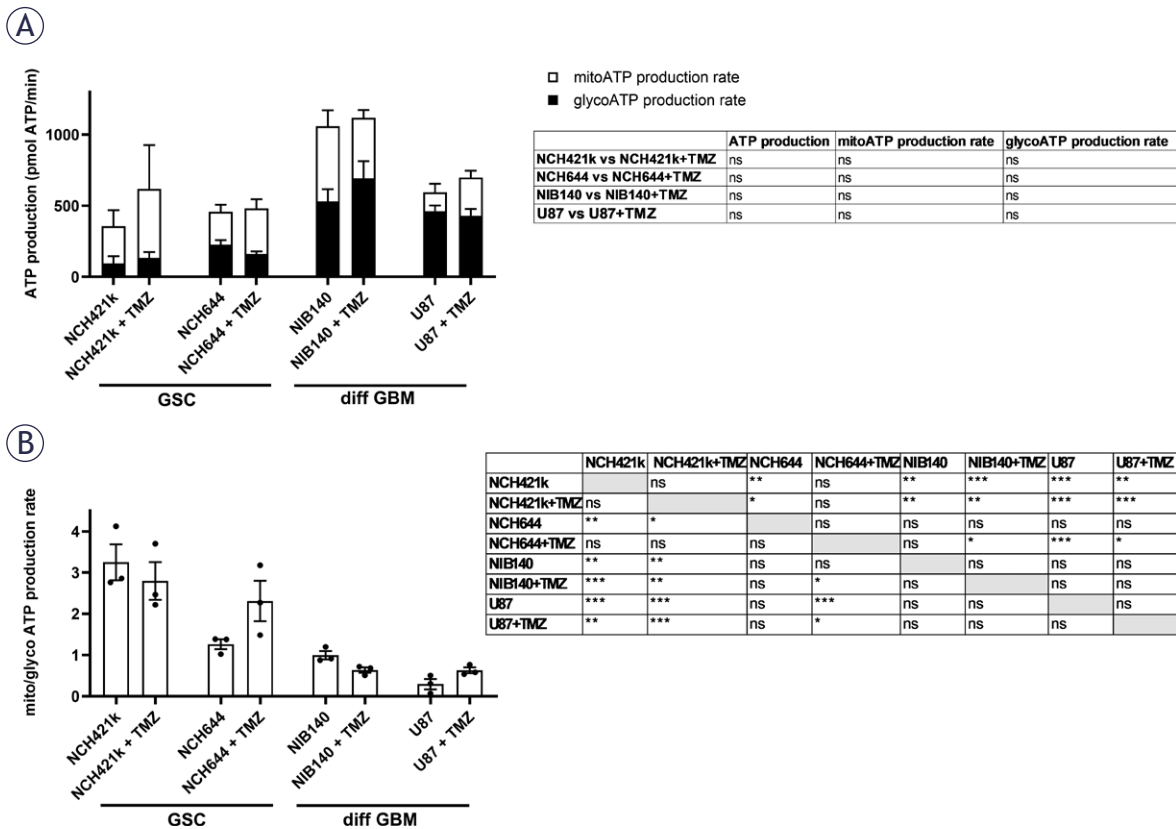 A
ATP production (pmol ATP/min)
1000
500
0
NCH421k
NCH421k + TMZ
NCH644
NCH644 + TMZ
NIB140
NIB140 + TMZ
U87
U87 + TMZ
GSC
diff GBM
mitoATP production rate
glycoATP production rate
ATP production mitoATP production rate glycoATP production rate
NCH421k vs NCH421k+TMZ ns ns ns
NCH644 vs NCH644+TMZ ns ns ns
NIB140 vs NIB140+TMZ ns ns ns
U87 vs U87+TMZ ns ns ns
B
mito/glyco ATP production rate
4
3
2
1
0
NCH421k
NCH421k + TMZ
NCH644
NCH644 + TMZ
NIB140
NIB140 + TMZ
U87
U87 + TMZ
GSC
diff GBM
NCH421k NCH421k+TMZ NCH644 NCH644+TMZ NIB140 NIB140+TMZ U87 U87+TMZ
NCH421k ns ** ns ** *** *** **
NCH421k+TMZ ns * ns ** ** *** ***
NCH644 ** * ns ns ns ns ns
NCH644+TMZ ns ns ns ns * *** *
NIB140 ** ** ns ns ns ns ns
NIB140+TMZ *** ** ns * ns ns ns
U87 *** *** ns *** ns ns ns
U87+TMZ ** *** ns * ns ns ns